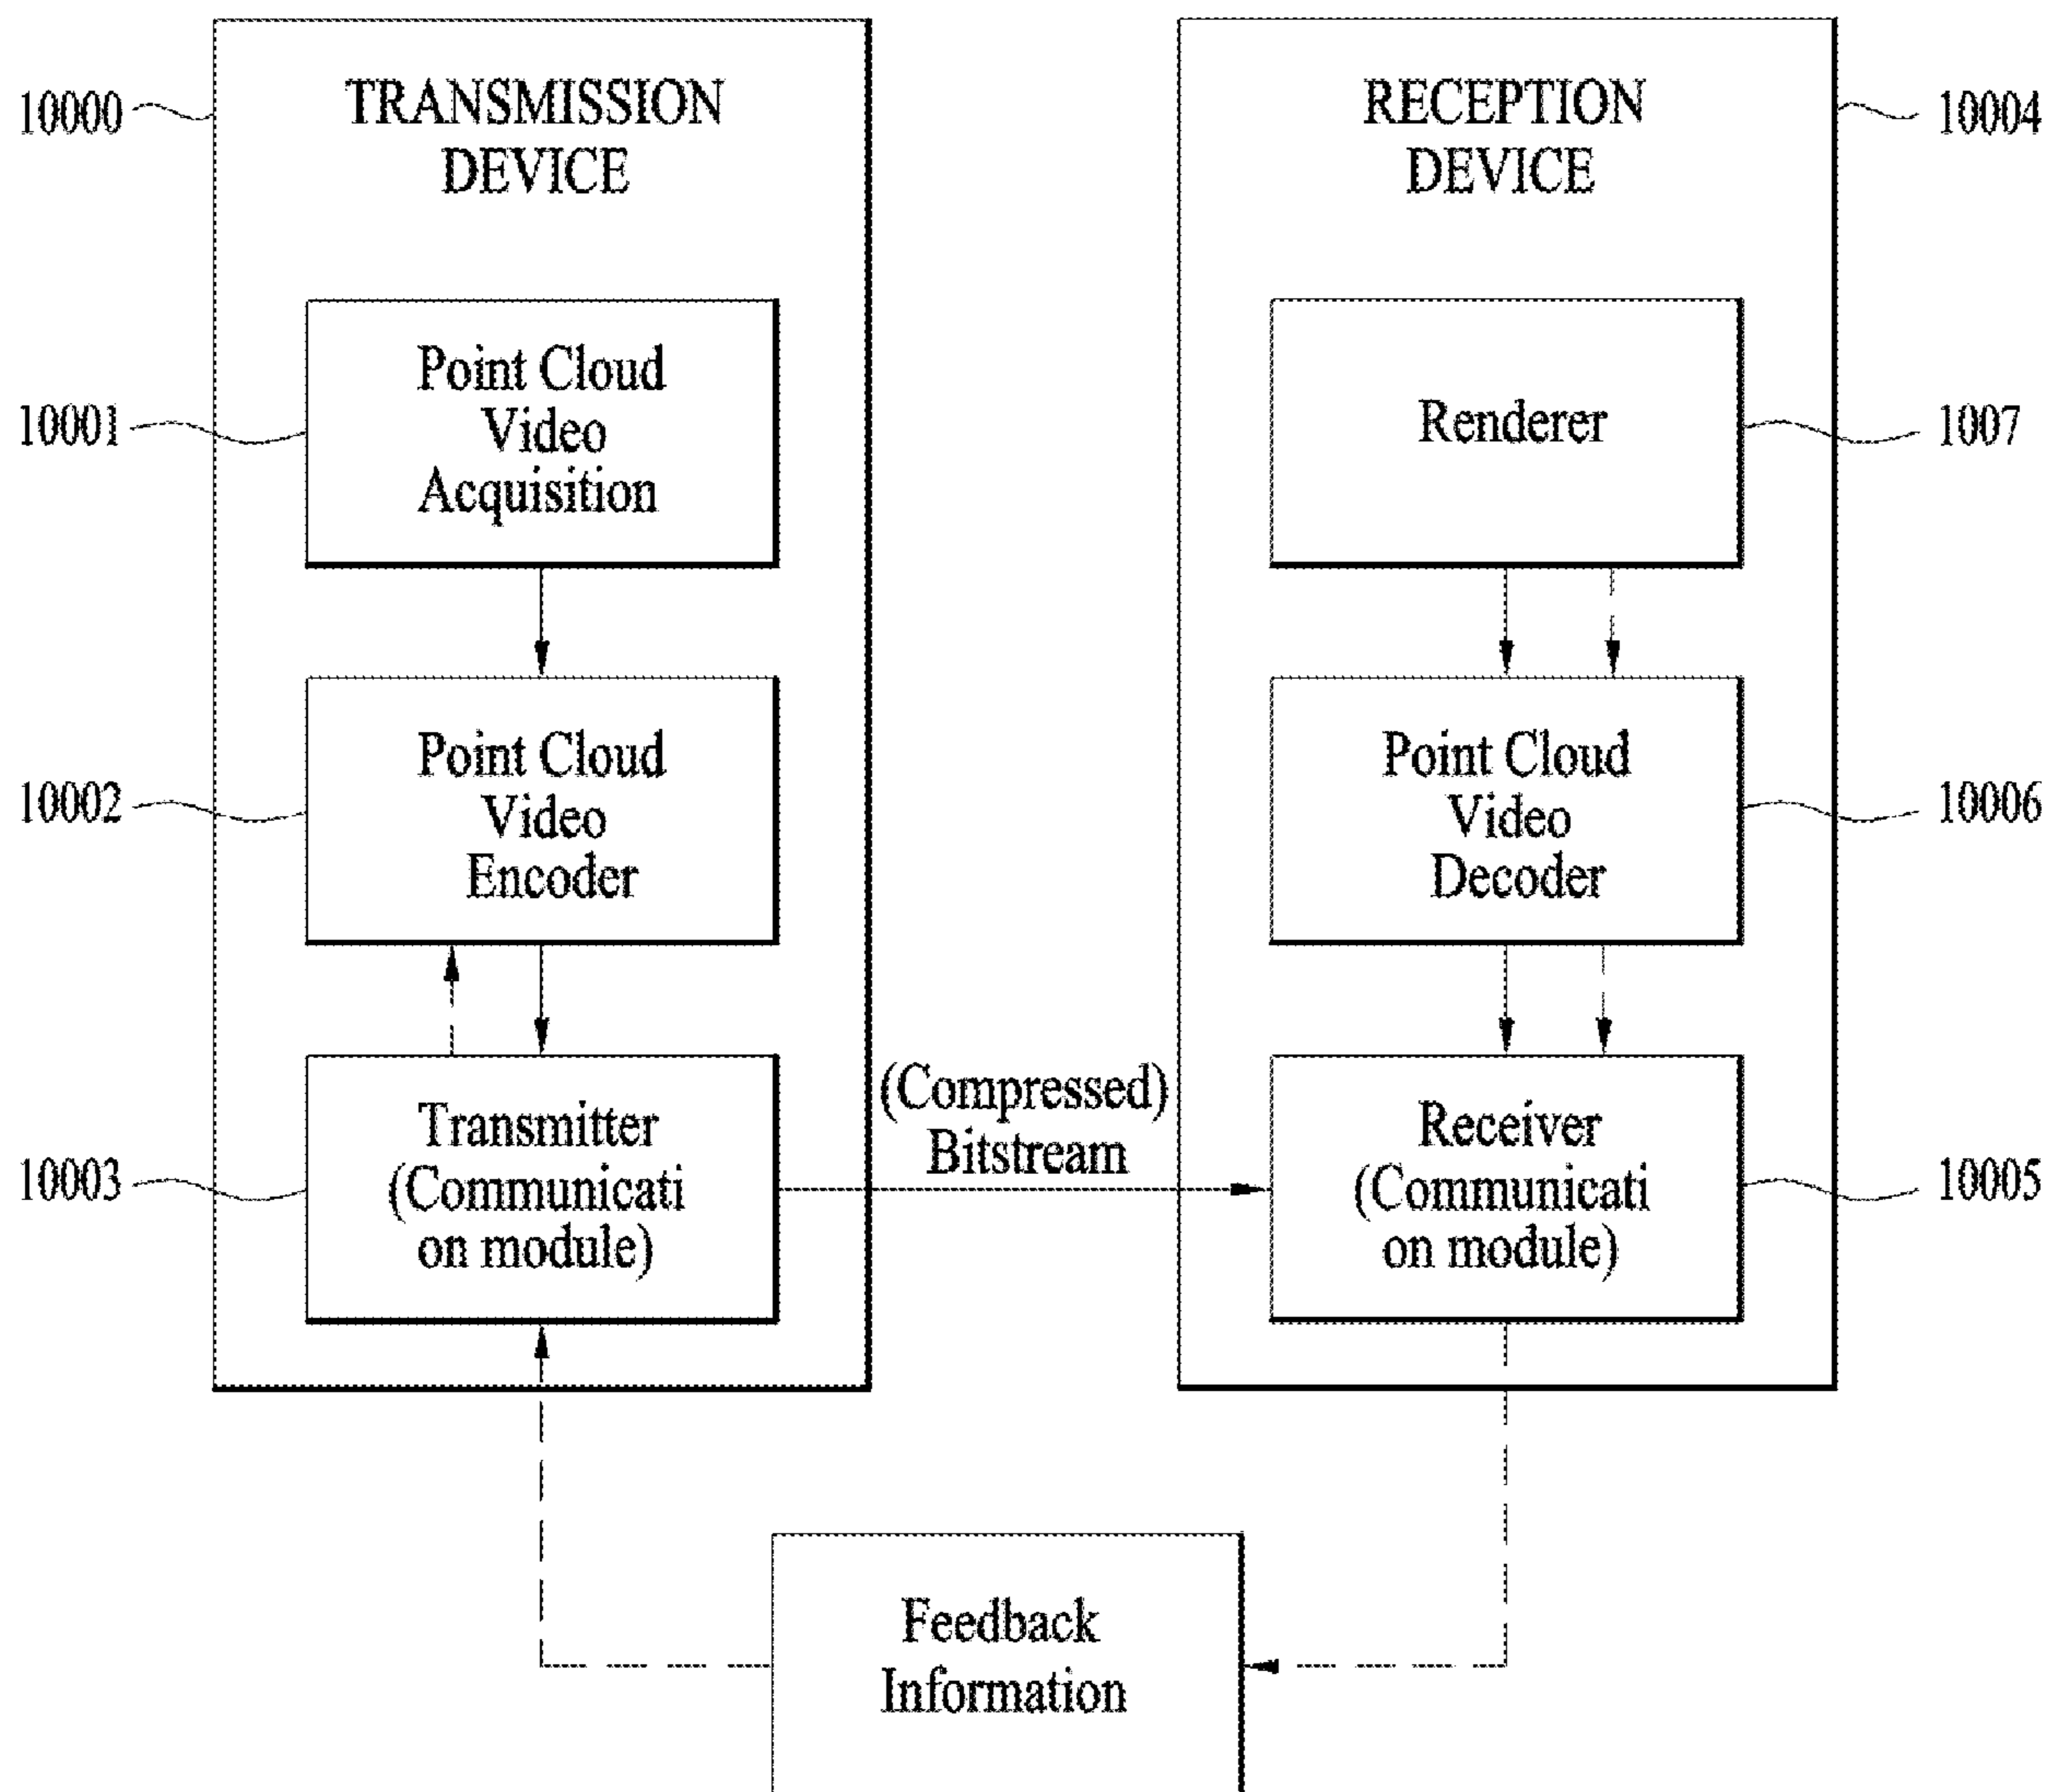 TRANSMISSION
DEVICE
10000
Point Cloud
Video
Acquisition
10001
Point Cloud
Video
Encoder
10002
Transmitter
(Communicati
on module)
10003
(Compressed)
Bitstream
RECEPTION
DEVICE
10004
Renderer
1007
Point Cloud
Video
Decoder
10006
Receiver
(Communicati
on module)
10005
Feedback
Information